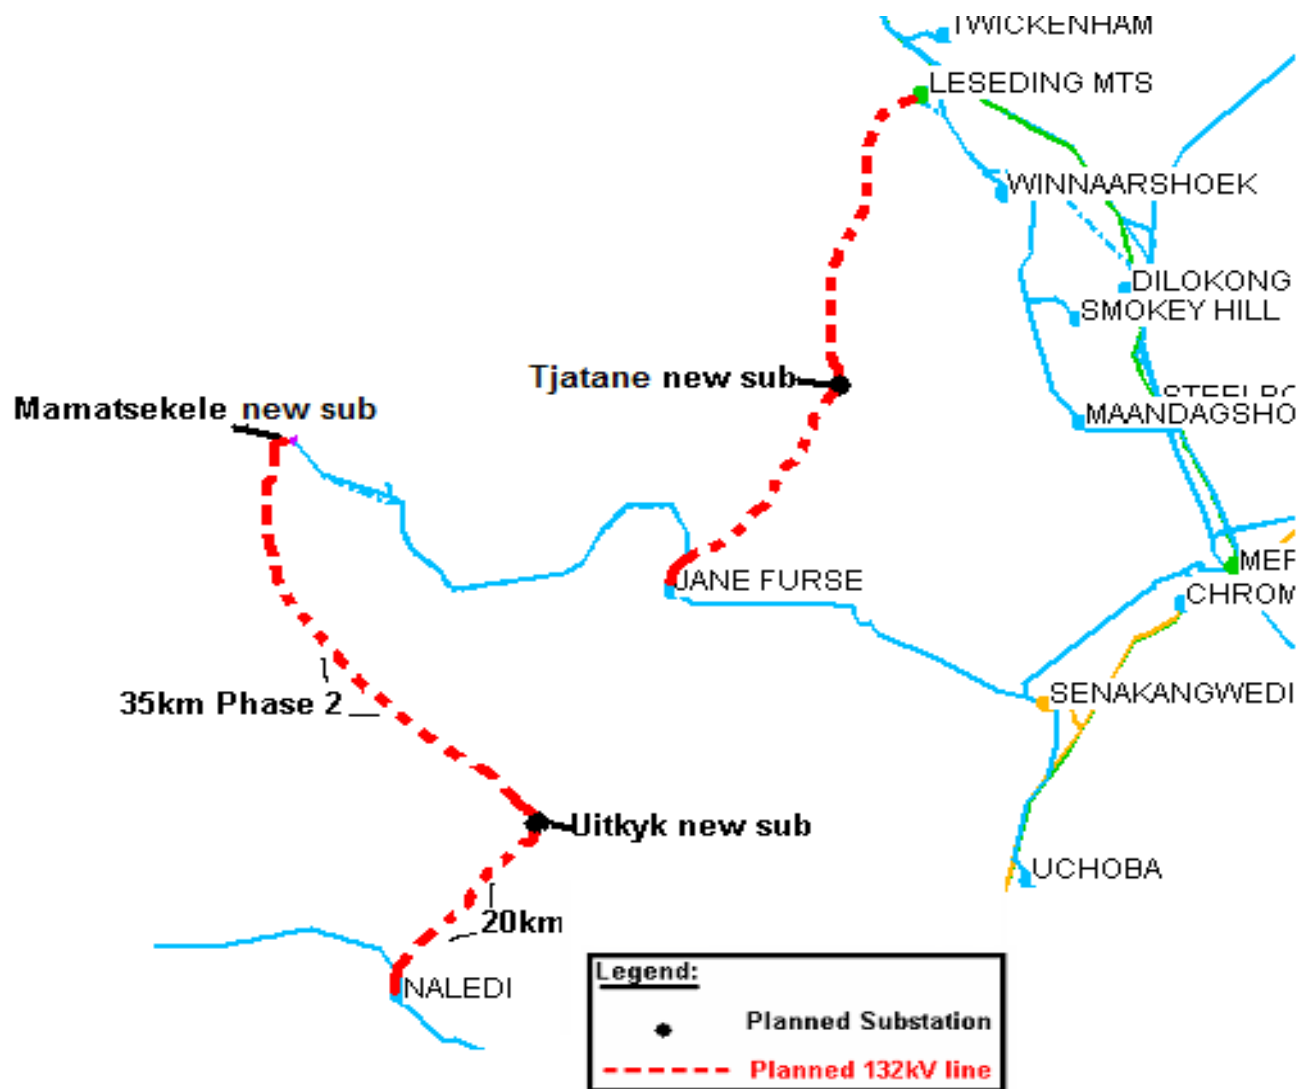 TWICKENHAM
LESEDING MTS
WINNAARSHOEK
DILOKONG
SMOKEY HILL
Tjatane new sub
MAANDAGSHO
Mamatsekele new sub
MER
JANE FURSE
CHROM
SENAKANGWEDI
35km Phase 2
Uitkyk new sub
UCHOBA
20km
NALEDI
Legend:
Planned Substation
Planned 132kV line